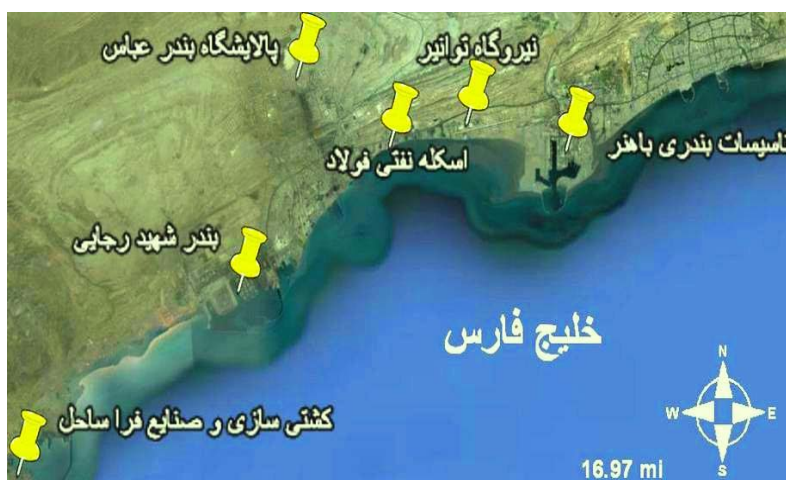 پالایشگاه بندر عباس
نیروگاه توانیر
تاسیسات بندری باهنر
اسکله نفتی فولاد
بندر شهید رجایی
خلیج فارس
کشتی سازی و صنایع فرا ساحل
N
W
E
S
16.97 mi